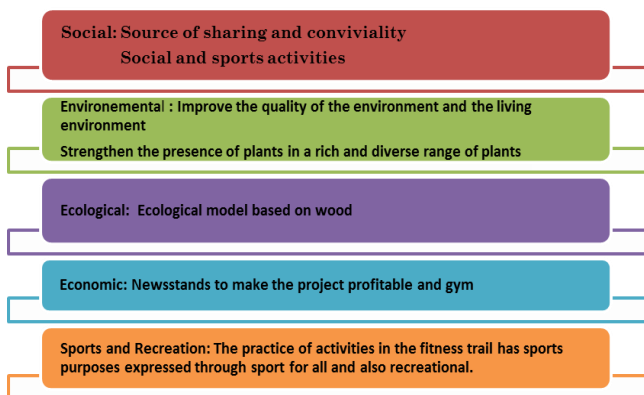 Social: Source of sharing and conviviality
Social and sports activities
Environemental : Improve the quality of the environment and the living
environment
Strengthen the presence of plants in a rich and diverse range of plants
Ecological: Ecological model based on wood
Economic: Newsstands to make the project profitable and gym
Sports and Recreation: The practice of activities in the fitness trail has sports
purposes expressed through sport for all and also recreational.